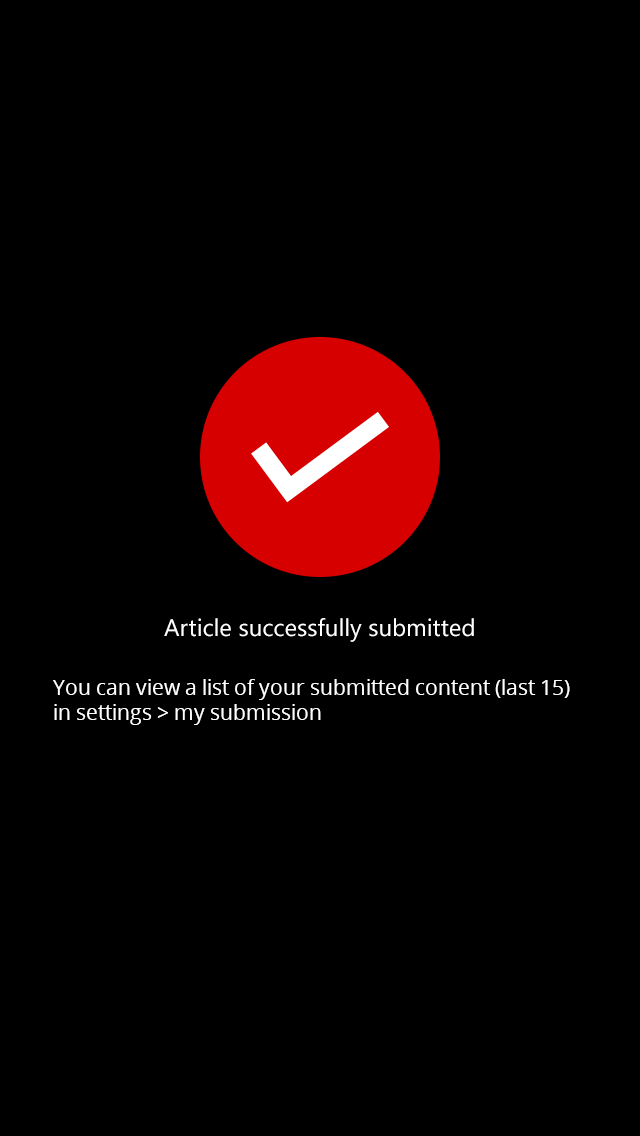 Article successfully submitted
You can view a list of your submitted content (last 15)
in settings > my submission